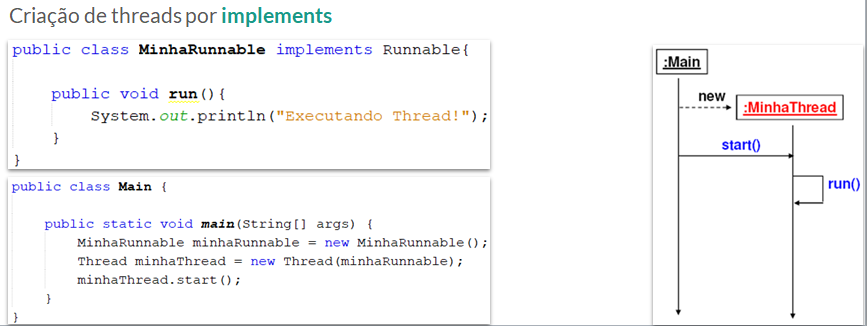 Criação de threads por implements
public class MinhaRunnable implements Runnable{
public void run(){
System.out.println("Executando Thread!");
}
}
public class Main {
public static void main(String[] args) {
MinhaRunnable minhaRunnable = new MinhaRunnable();
Thread minhaThread = new Thread(minhaRunnable);
minhaThread.start();
}
}
:Main
new
:MinhaThread
start()
run()